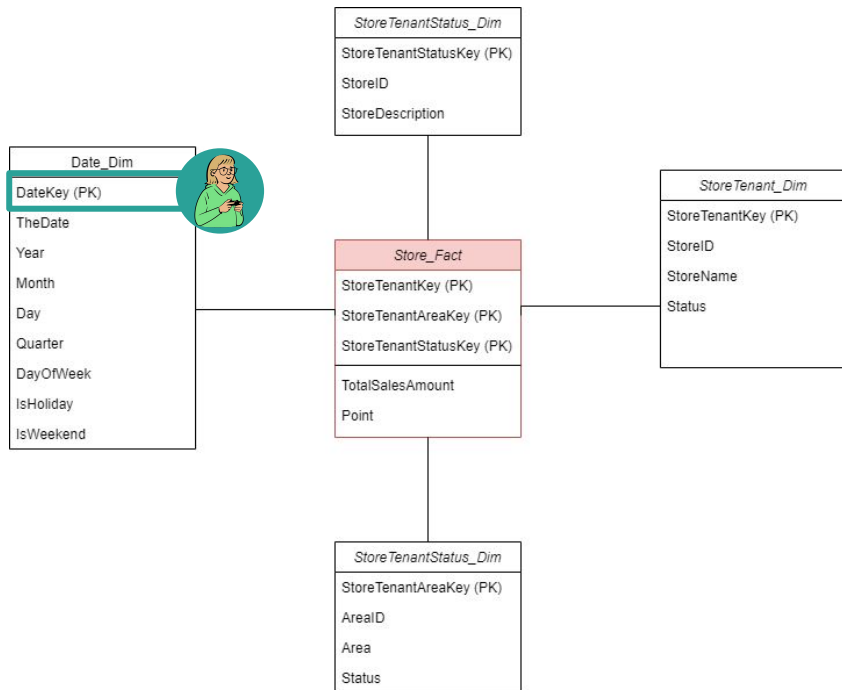 StoreTenantStatus_Dim
StoreTenantStatusKey (PK)
StoreID
StoreDescription
Date_Dim
DateKey (PK)
TheDate
Year
Month
Day
Quarter
DayOfWeek
IsHoliday
IsWeekend
Store_Fact
StoreTenantKey (PK)
StoreTenantAreaKey (PK)
StoreTenantStatusKey (PK)
TotalSalesAmount
Point
StoreTenant_Dim
StoreTenantKey (PK)
StoreID
StoreName
Status
StoreTenantStatus_Dim
StoreTenantAreaKey (PK)
AreaID
Area
Status